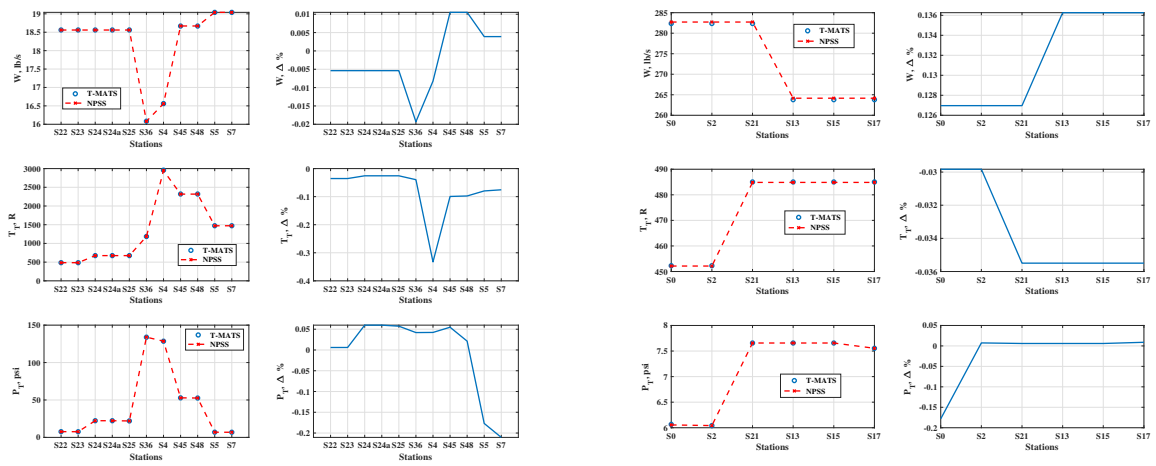 19
18.5
18
17.5
17
16.5
16
W, lb/s
T-MATS
NPSS
S22 S23 S24 S24a S25 S36 S4 S45 S48 S5 S7
Stations
0.01
0.005
0
-0.005
-0.01
-0.015
-0.02
W, Δ %
S22 S23 S24 S24a S25 S36 S4 S45 S48 S5 S7
Stations
285
280
275
270
265
260
W, lb/s
T-MATS
NPSS
S0 S2 S21 S13 S15 S17
Stations
0.136
0.134
0.132
0.13
0.128
0.126
W, Δ %
S0 S2 S21 S13 S15 S17
Stations
3000
2500
2000
1500
1000
500
0
T_T, R
T-MATS
NPSS
S22 S23 S24 S24a S25 S36 S4 S45 S48 S5 S7
Stations
0
-0.1
-0.2
-0.3
-0.4
T_T, Δ %
S22 S23 S24 S24a S25 S36 S4 S45 S48 S5 S7
Stations
490
480
470
460
450
T_T, R
T-MATS
NPSS
S0 S2 S21 S13 S15 S17
Stations
-0.03
-0.032
-0.034
-0.036
T_T, Δ %
S0 S2 S21 S13 S15 S17
Stations
150
100
50
0
P_T, psi
T-MATS
NPSS
S22 S23 S24 S24a S25 S36 S4 S45 S48 S5 S7
Stations
0.05
0
-0.05
-0.1
-0.15
-0.2
P_T, Δ %
S22 S23 S24 S24a S25 S36 S4 S45 S48 S5 S7
Stations
8
7.5
7
6.5
6
P_T, psi
T-MATS
NPSS
S0 S2 S21 S13 S15 S17
Stations
0.05
0
-0.05
-0.1
-0.15
-0.2
P_T, Δ %
S0 S2 S21 S13 S15 S17
Stations